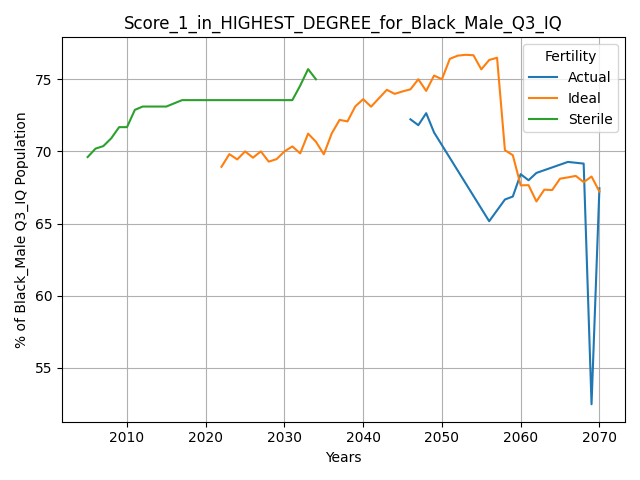 Score_1_in_HIGHEST_DEGREE_for_Black_Male_Q3_IQ
% of Black_Male Q3_IQ Population
75
70
65
60
55
Fertility
Actual
Ideal
Sterile
2010 2020 2030 2040 2050 2060 2070
Years